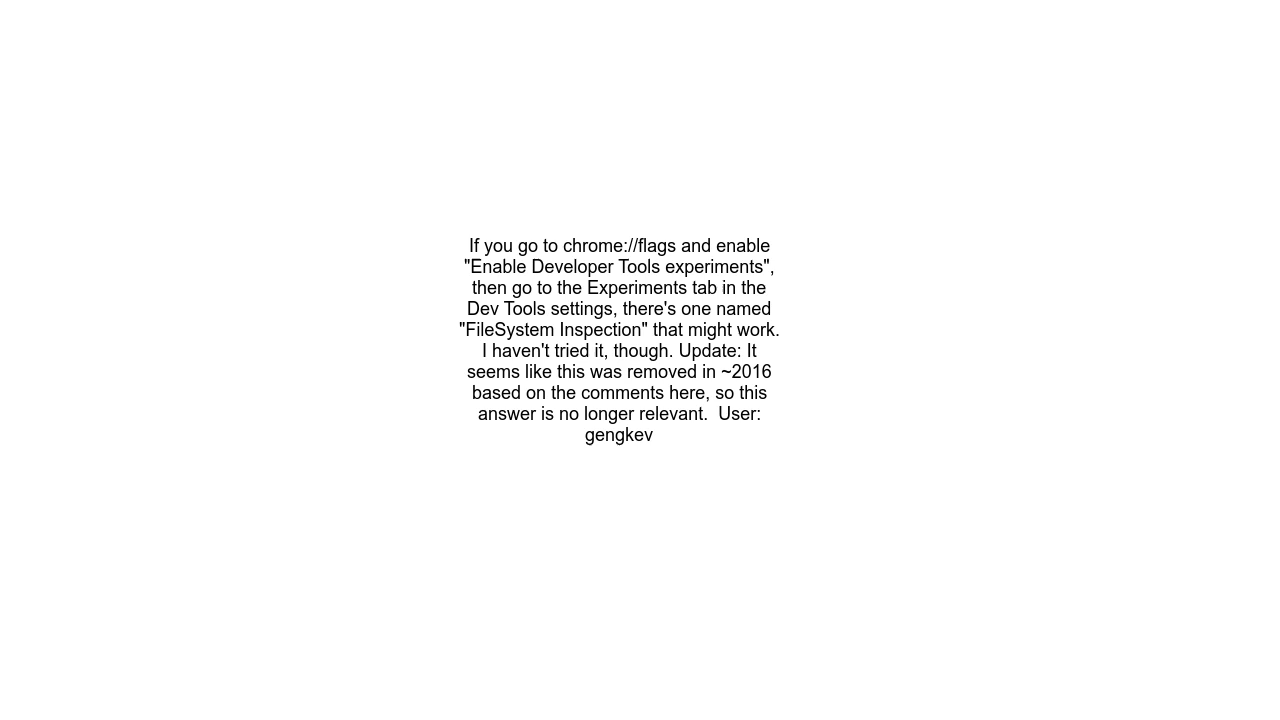 If you go to chrome://flags and enable
"Enable Developer Tools experiments",
then go to the Experiments tab in the
Dev Tools settings, there's one named
"FileSystem Inspection" that might work.
I haven't tried it, though. Update: It
seems like this was removed in ~2016
based on the comments here, so this
answer is no longer relevant.  User:
gengkev